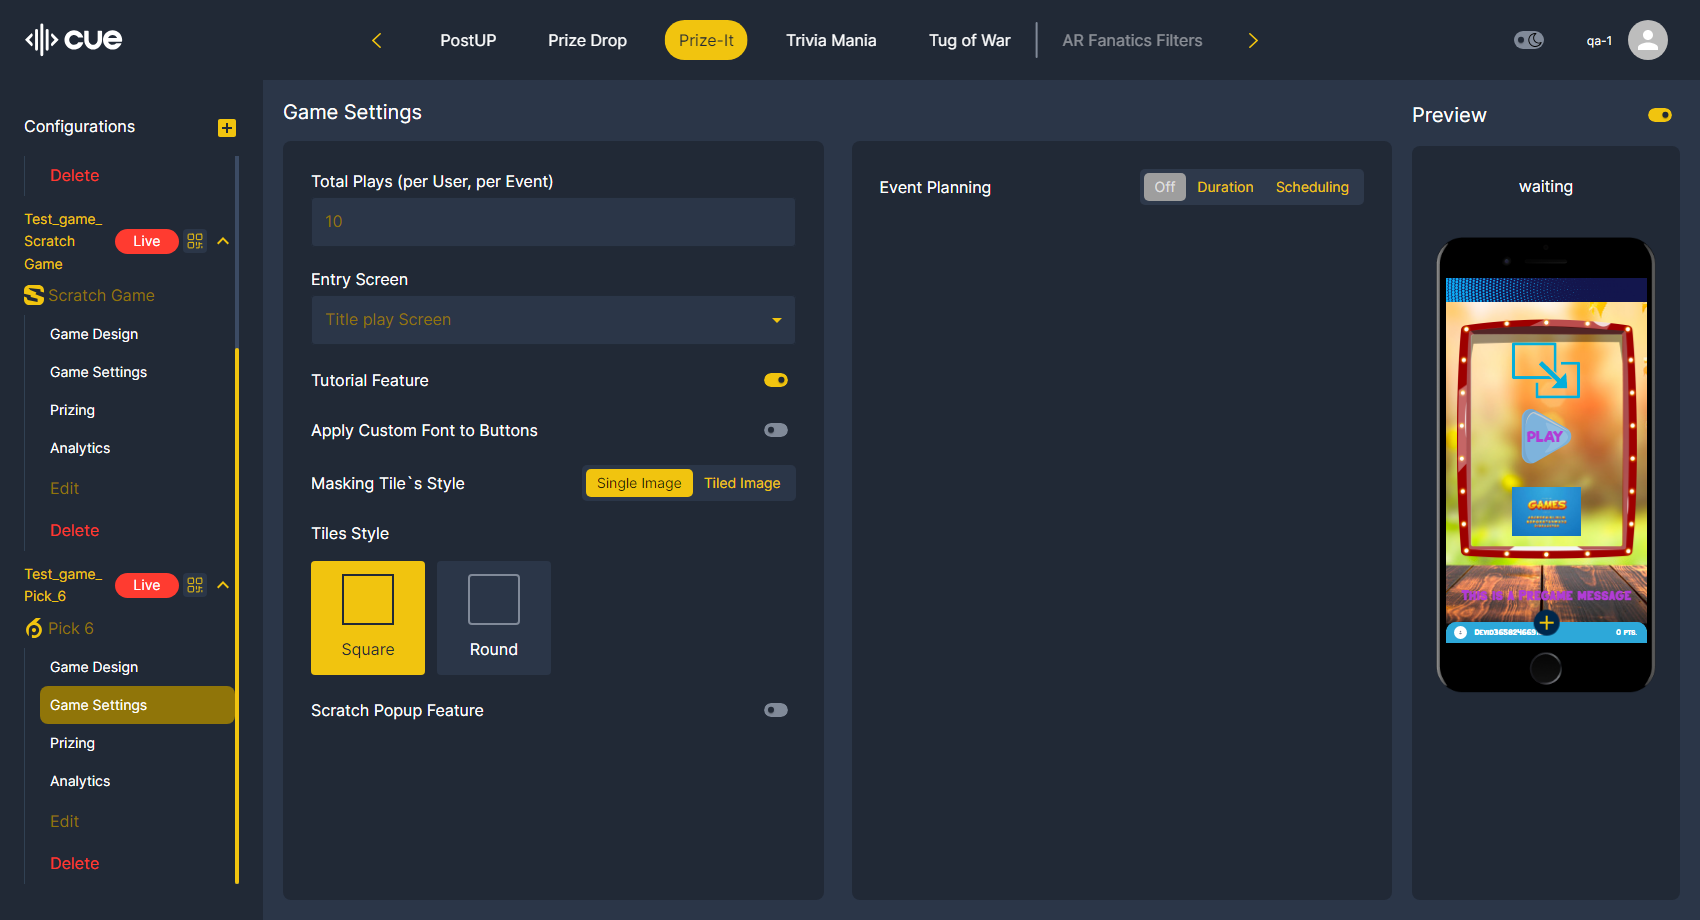 cue
PostUP
Prize Drop
Prize-It
Trivia Mania
Tug of War
AR Fanatics Filters
qa-1
Configurations
Delete
Test_game_
Scratch
Game
Live
Scratch Game
Game Design
Game Settings
Prizing
Analytics
Edit
Delete
Test_game_
Pick_6
Live
Pick 6
Game Design
Game Settings
Prizing
Analytics
Edit
Delete
Game Settings
Total Plays (per User, per Event)
10
Entry Screen
Title play Screen
Tutorial Feature
Apply Custom Font to Buttons
Masking Tile`s Style
Single Image
Tiled Image
Tiles Style
Square
Round
Scratch Popup Feature
Event Planning
Off
Duration
Scheduling
Preview
waiting
PLAY
GAMES
This is a Pregame message
0 pts.